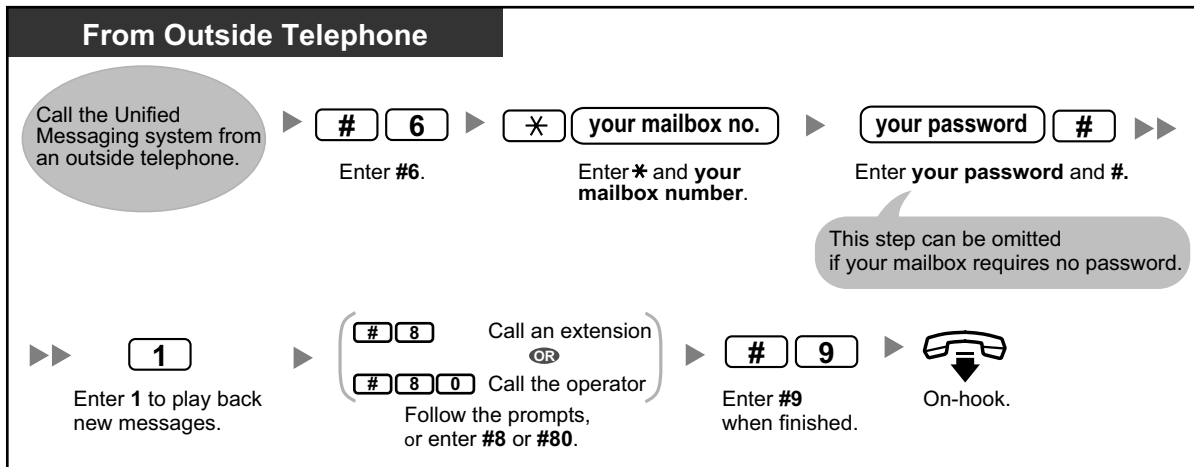 From Outside Telephone
Call the Unified
Messaging system from
an outside telephone.
# 6
Enter #6.
* your mailbox no.
Enter * and your
mailbox number.
your password #
Enter your password and #.
This step can be omitted
if your mailbox requires no password.
1
Enter 1 to play back
new messages.
# 8 Call an extension
OR
# 8 0 Call the operator
Follow the prompts,
or enter #8 or #80.
# 9
Enter #9
when finished.
On-hook.